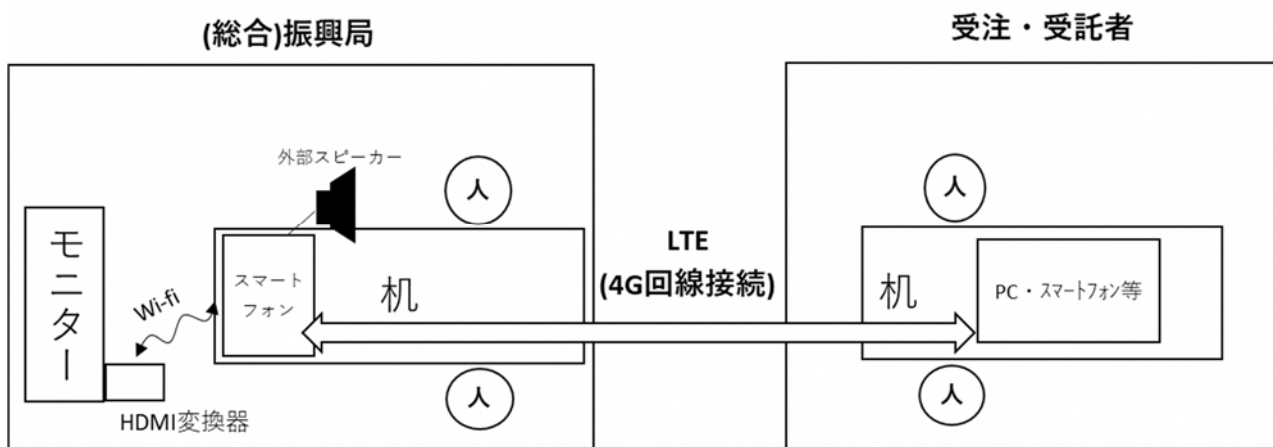 (総合)振興局
受注・受託者
外部スピーカー
人
人
モニター
Wi-fi
スマート
フォン
机
LTE
(4G回線接続)
机
PC・スマートフォン等
HDMI変換器
人
人